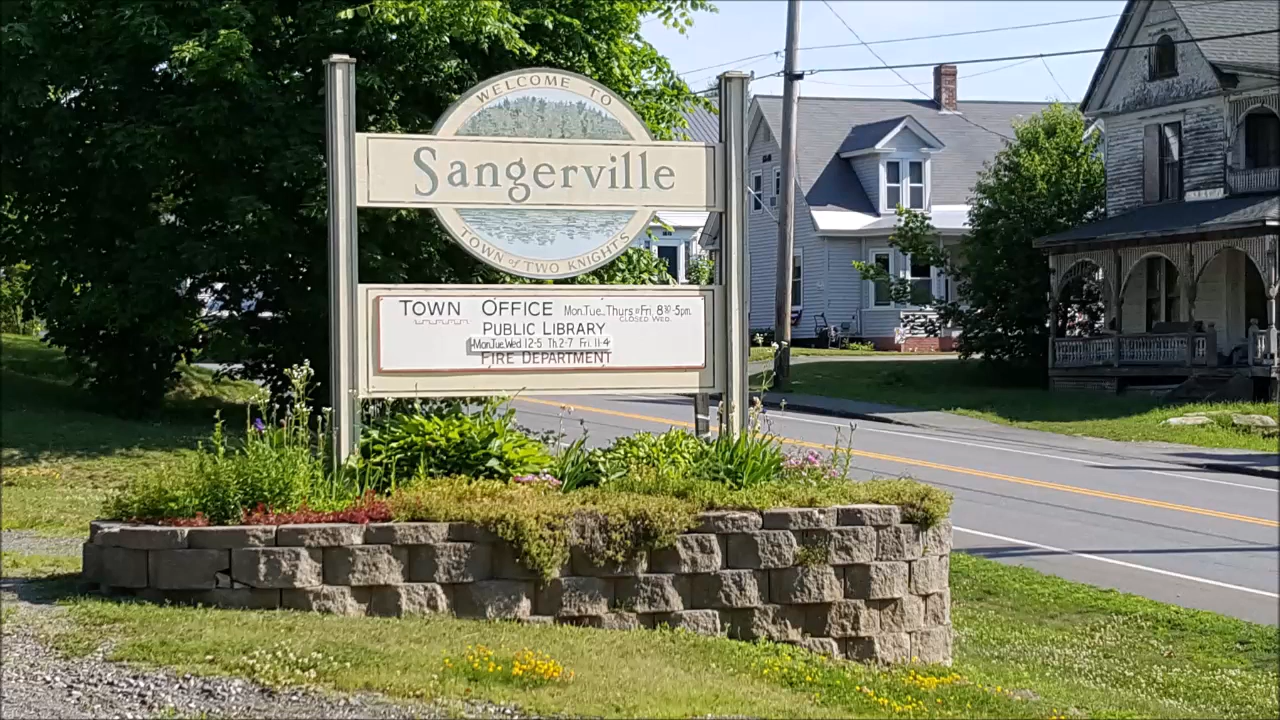 WELCOME TO
Sangerville
TOWN of TWO KNIGHTS
TOWN OFFICE Mon.Tue. Thurs & Fri. 8:30-5pm.
CLOSED WED.
PUBLIC LIBRARY
Mon.Tue.Wed 12-5 Th.2-7 Fri. 11-4
FIRE DEPARTMENT